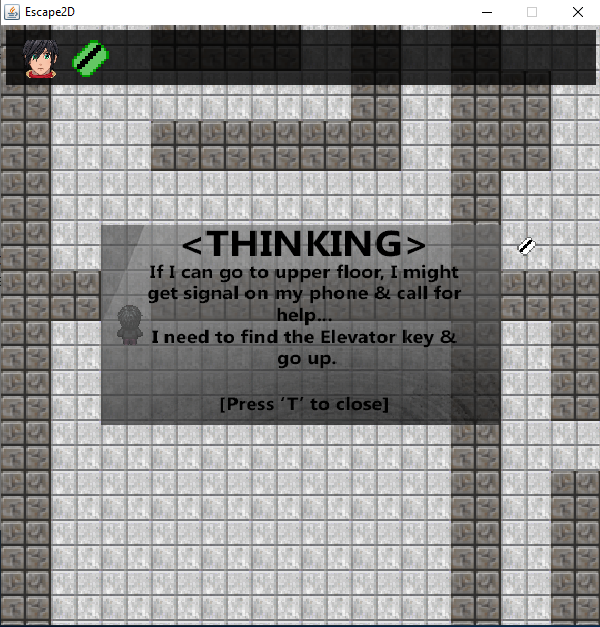 Escape2D
<THINKING>
If I can go to upper floor, I might
get signal on my phone & call for
help...
I need to find the Elevator key &
go up.
[Press 'T' to close]